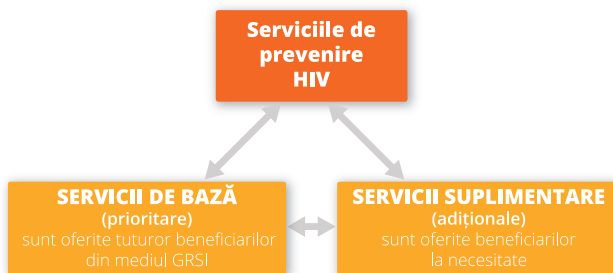 Serviciile de
prevenire
HIV
SERVICII DE BAZĂ
(prioritare)
sunt oferite tuturor beneficiarilor
din mediul GRSI
SERVICII SUPLIMENTARE
(adiționale)
sunt oferite beneficiarilor
la necesitate